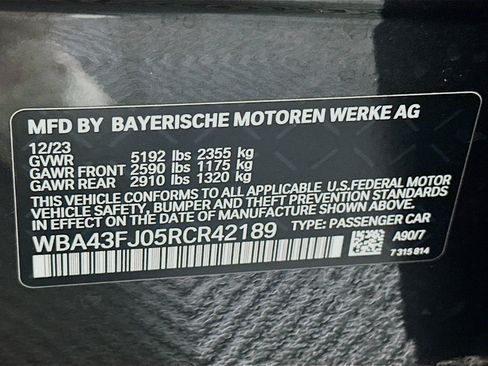 MFD BY BAYERISCHE MOTOREN WERKE AG
12/23
GVWR 5192 lbs 2355 kg
GAWR FRONT 2590 lbs 1175 kg
GAWR REAR 2910 lbs 1320 kg
THIS VEHICLE CONFORMS TO ALL APPLICABLE U.S.FEDERAL MOTOR
VEHICLE SAFETY, BUMPER, AND THEFT PREVENTION STANDARDS
IN EFFECT ON THE DATE OF MANUFACTURE SHOWN ABOVE.
WBA43FJ05RCR42189 TYPE: PASSENGER CAR
A90/7
7 315 814